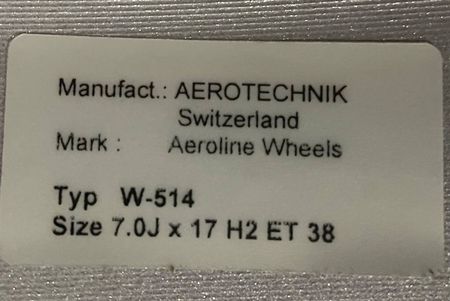 Manufact.: AEROTECHNIK
Switzerland
Mark : Aeroline Wheels
Typ W-514
Size 7.0J x 17 H2 ET 38